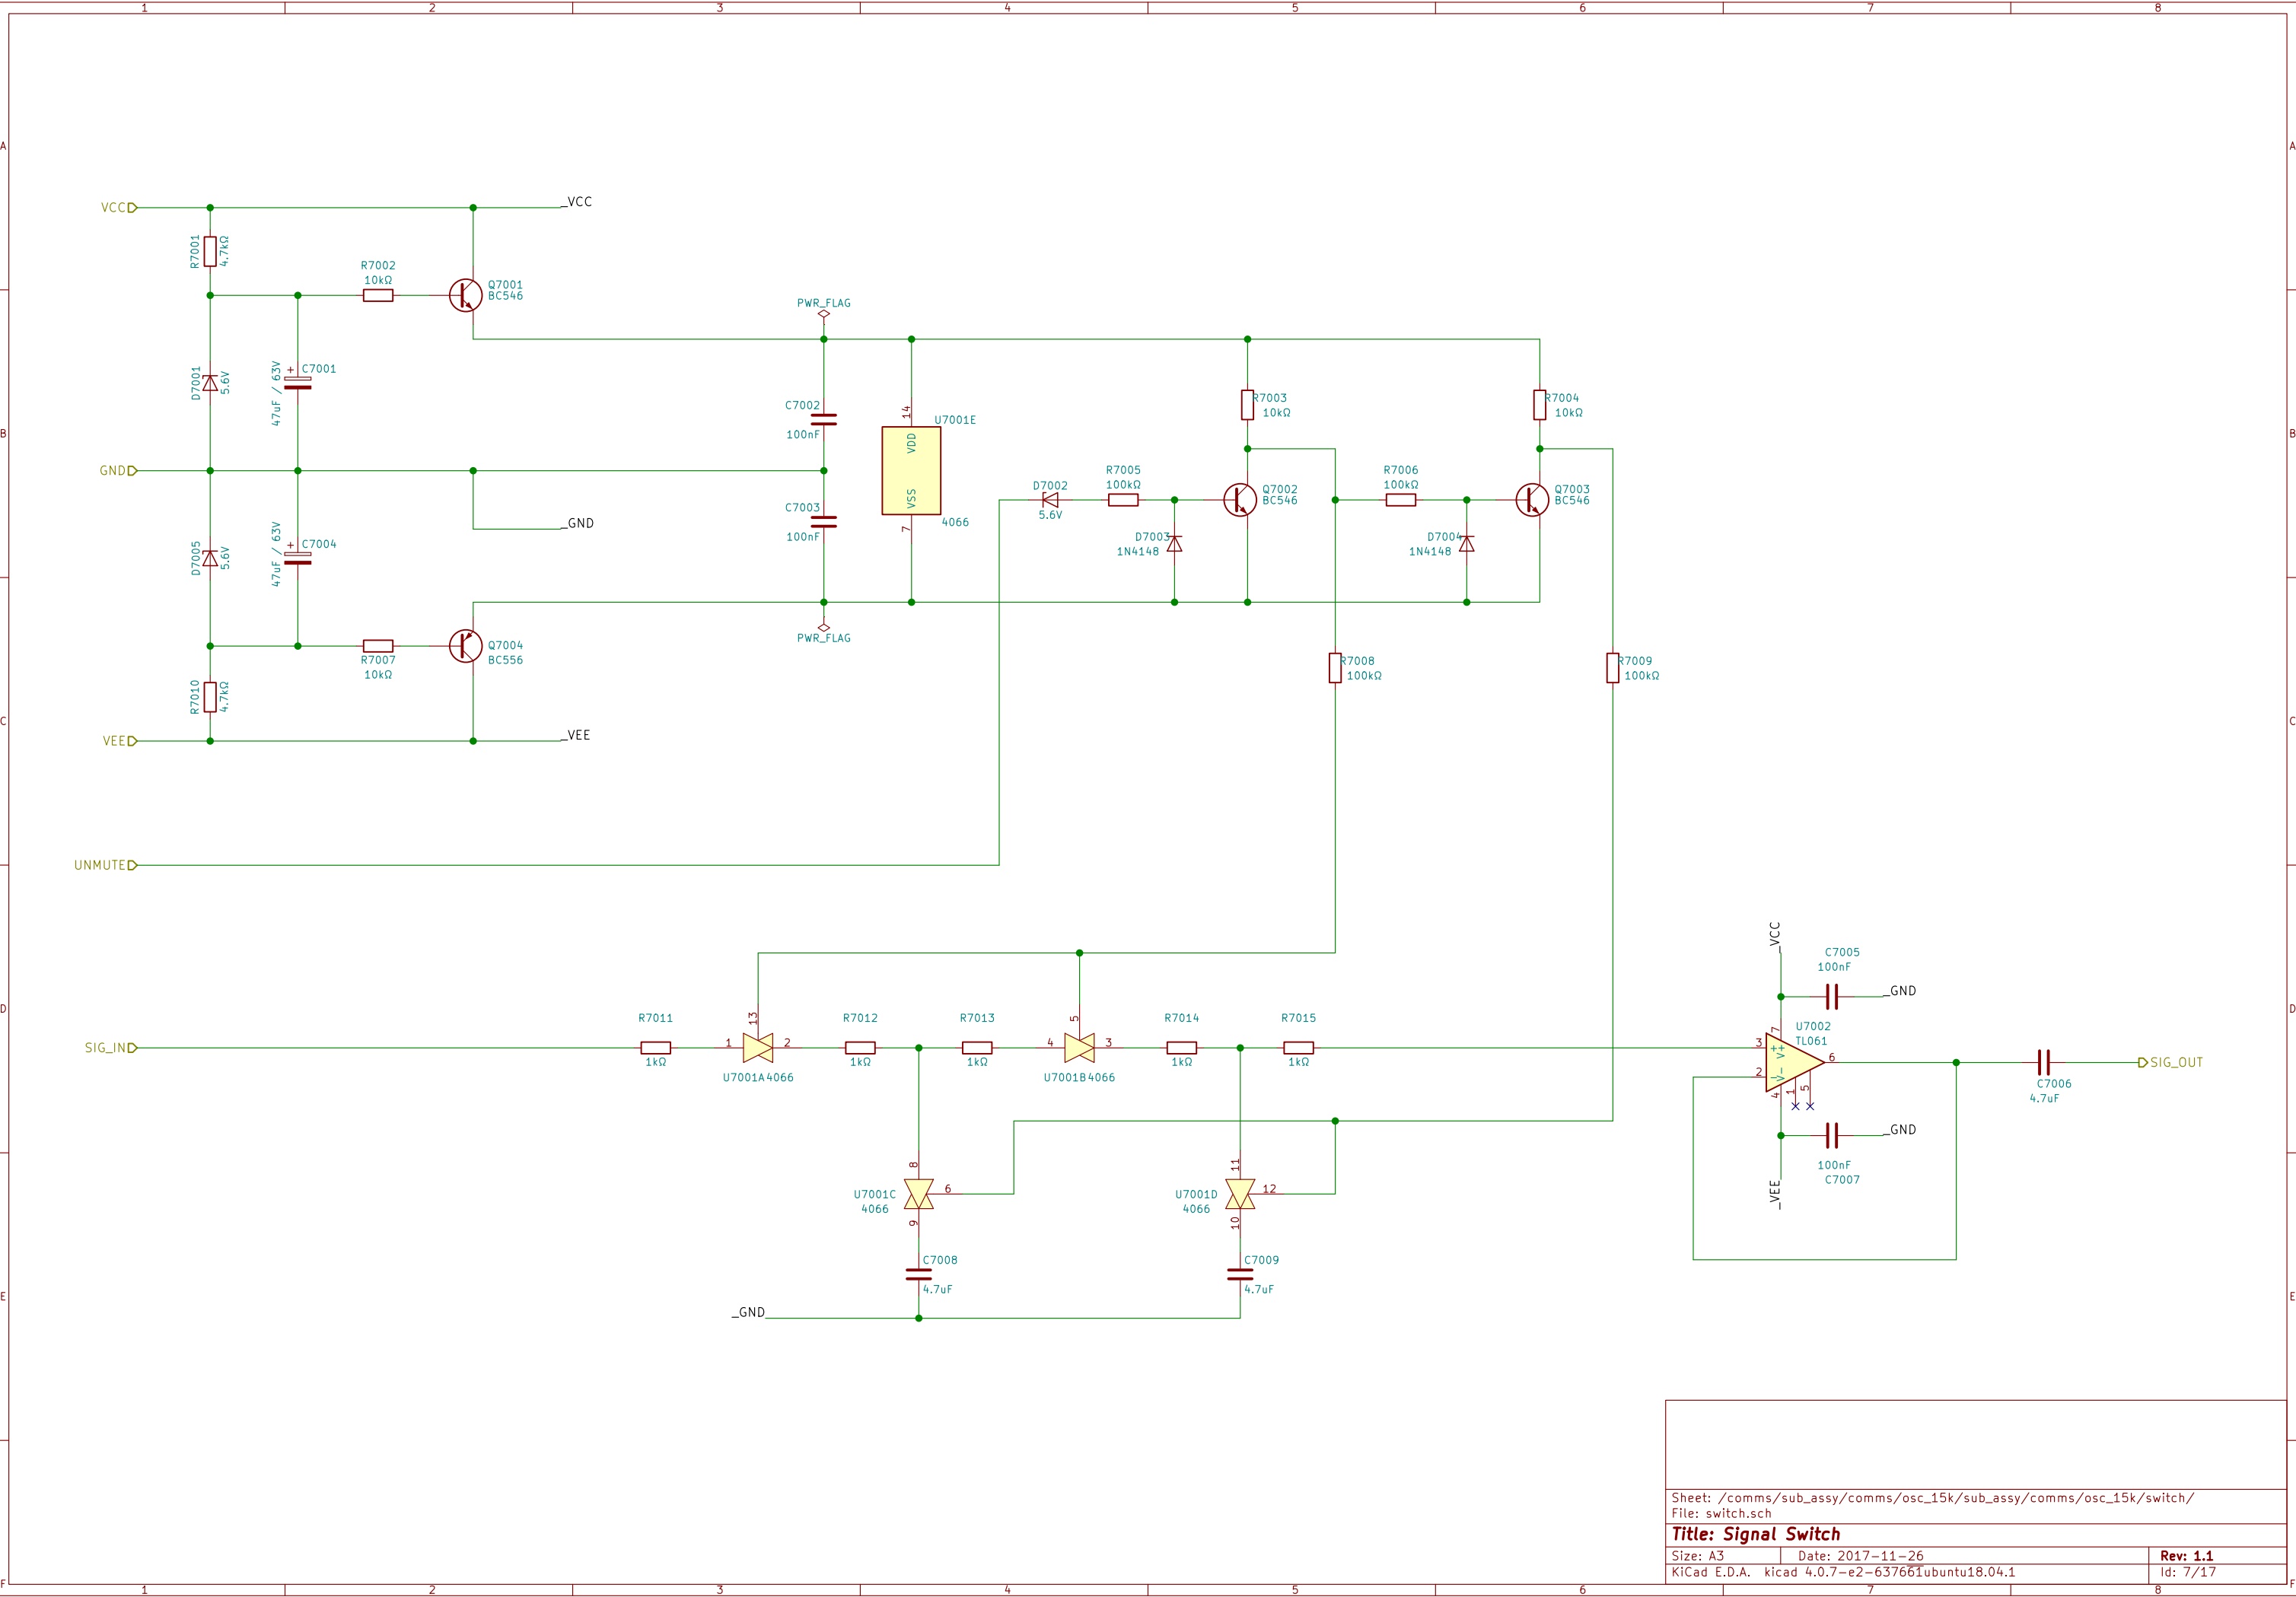 1 2 3 4 5 6 7 8
A A
VCC _VCC
R7001
4.7kΩ
R7002
10kΩ
Q7001
BC546
PWR_FLAG
D7001
5.6V
47uF / 63V
+ C7001
C7002
100nF
14
VDD
U7001E
R7003
10kΩ
R7004
10kΩ
B B
GND
VSS
7
4066
C7003
100nF
D7002
5.6V
R7005
100kΩ
Q7002
BC546
R7006
100kΩ
Q7003
BC546
_GND
D7005
5.6V
47uF / 63V
+ C7004
D7003
1N4148
D7004
1N4148
PWR_FLAG
Q7004
BC556
R7007
10kΩ
R7008
100kΩ
R7009
100kΩ
R7010
4.7kΩ
C C
VEE _VEE
UNMUTE
_VCC
C7005
100nF
_GND
D D
SIG_IN
R7011
1kΩ
13
1 2
U7001A 4066
R7012
1kΩ
R7013
1kΩ
5
4 3
U7001B 4066
R7014
1kΩ
R7015
1kΩ
7
U7002
TL061
3 +
V+
2 -
V-
6
4
1
5
C7006
4.7uF
SIG_OUT
_GND
100nF
C7007
_VEE
8
U7001C
4066
6
9
11
U7001D
4066
12
10
C7008
4.7uF
C7009
4.7uF
E E
_GND
Sheet: /comms/sub_assy/comms/osc_15k/sub_assy/comms/osc_15k/switch/
File: switch.sch
Title: Signal Switch
Size: A3 Date: 2017-11-26 Rev: 1.1
KiCad E.D.A. kicad 4.0.7-e2-637661ubuntu18.04.1 Id: 7/17
F F
1 2 3 4 5 6 7 8